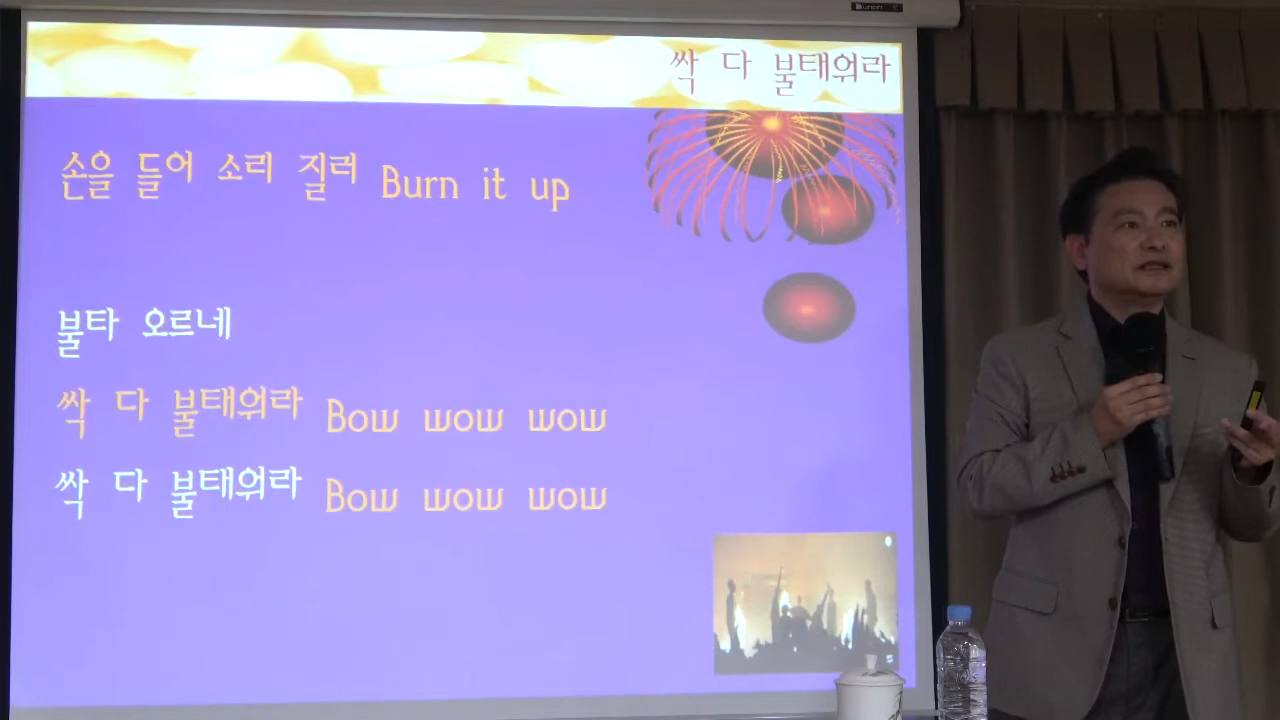 싹 다 불태워라
손을 들어 소리 질러 Burn it up
불타 오르네
싹 다 불태워라 Bow wow wow
싹 다 불태워라 Bow wow wow